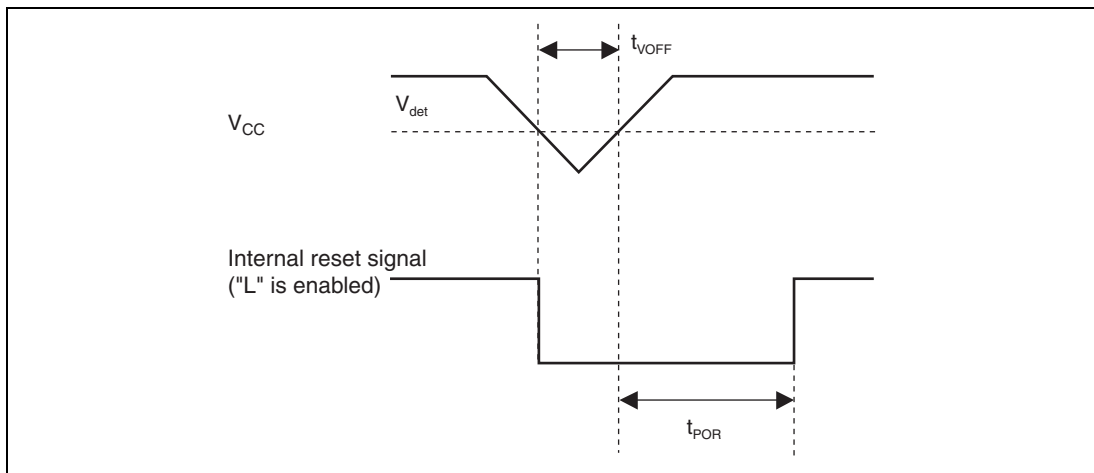 tVOFF
Vdet
VCC
Internal reset signal
("L" is enabled)
tPOR